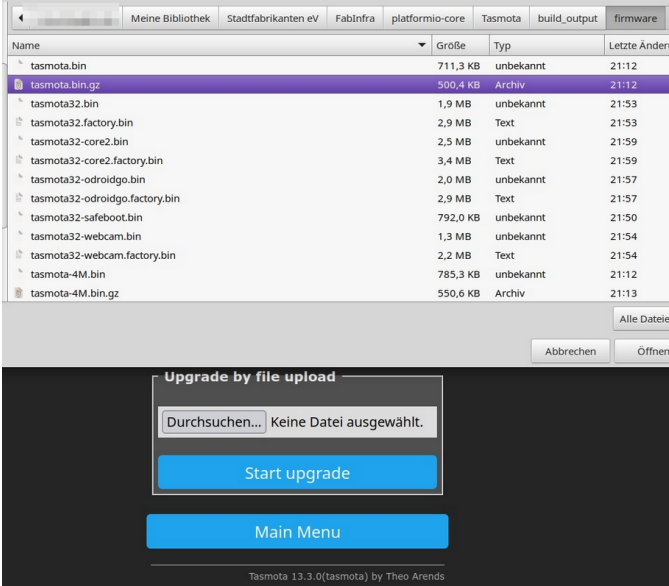 Meine Bibliothek Stadtfabrikanten eV FabInfra platformio-core Tasmota build_output firmware
Name Größe Typ Letzte Änder
tasmota.bin 711,3 KB unbekannt 21:12
tasmota.bin.gz 500,4 KB Archiv 21:12
tasmota32.bin 1,9 MB unbekannt 21:53
tasmota32.factory.bin 2,9 MB Text 21:53
tasmota32-core2.bin 2,5 MB unbekannt 21:59
tasmota32-core2.factory.bin 3,4 MB Text 21:59
tasmota32-odroidgo.bin 2,0 MB unbekannt 21:57
tasmota32-odroidgo.factory.bin 2,9 MB Text 21:57
tasmota32-safeboot.bin 792,0 KB unbekannt 21:50
tasmota32-webcam.bin 1,3 MB unbekannt 21:54
tasmota32-webcam.factory.bin 2,2 MB Text 21:54
tasmota-4M.bin 785,3 KB unbekannt 21:12
tasmota-4M.bin.gz 550,6 KB Archiv 21:13
Alle Dateie
Abbrechen Öffnen
Upgrade by file upload
Durchsuchen... Keine Datei ausgewählt.
Start upgrade
Main Menu
Tasmota 13.3.0(tasmota) by Theo Arends